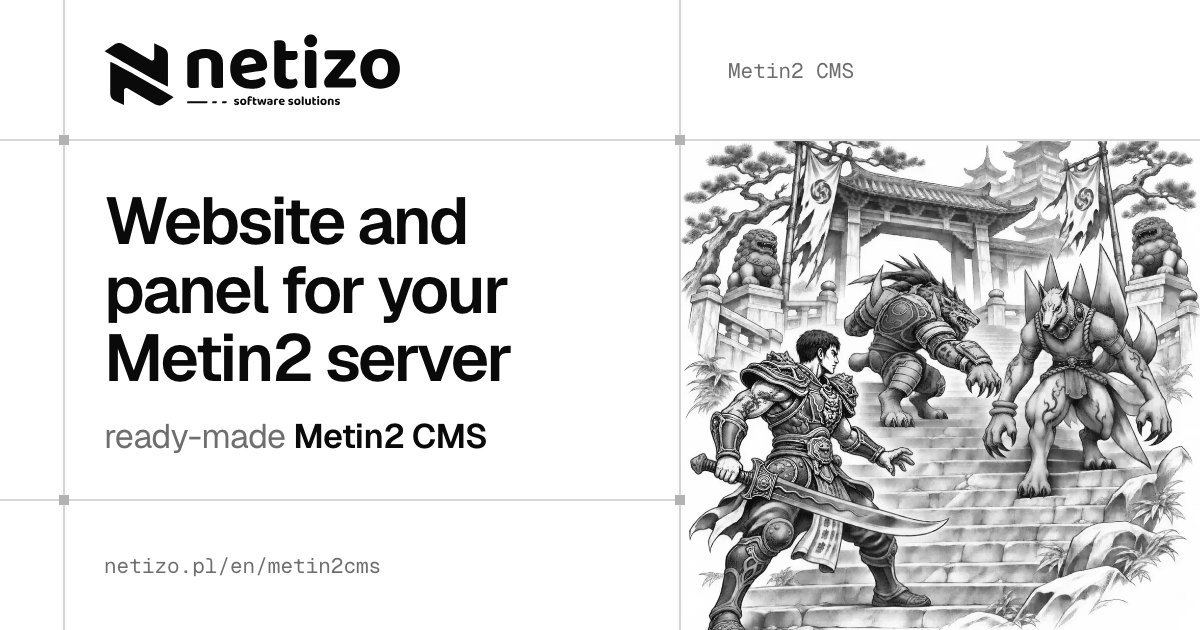 netizo
software solutions
Metin2 CMS
Website and
panel for your
Metin2 server
ready-made Metin2 CMS
netizo.pl/en/metin2cms